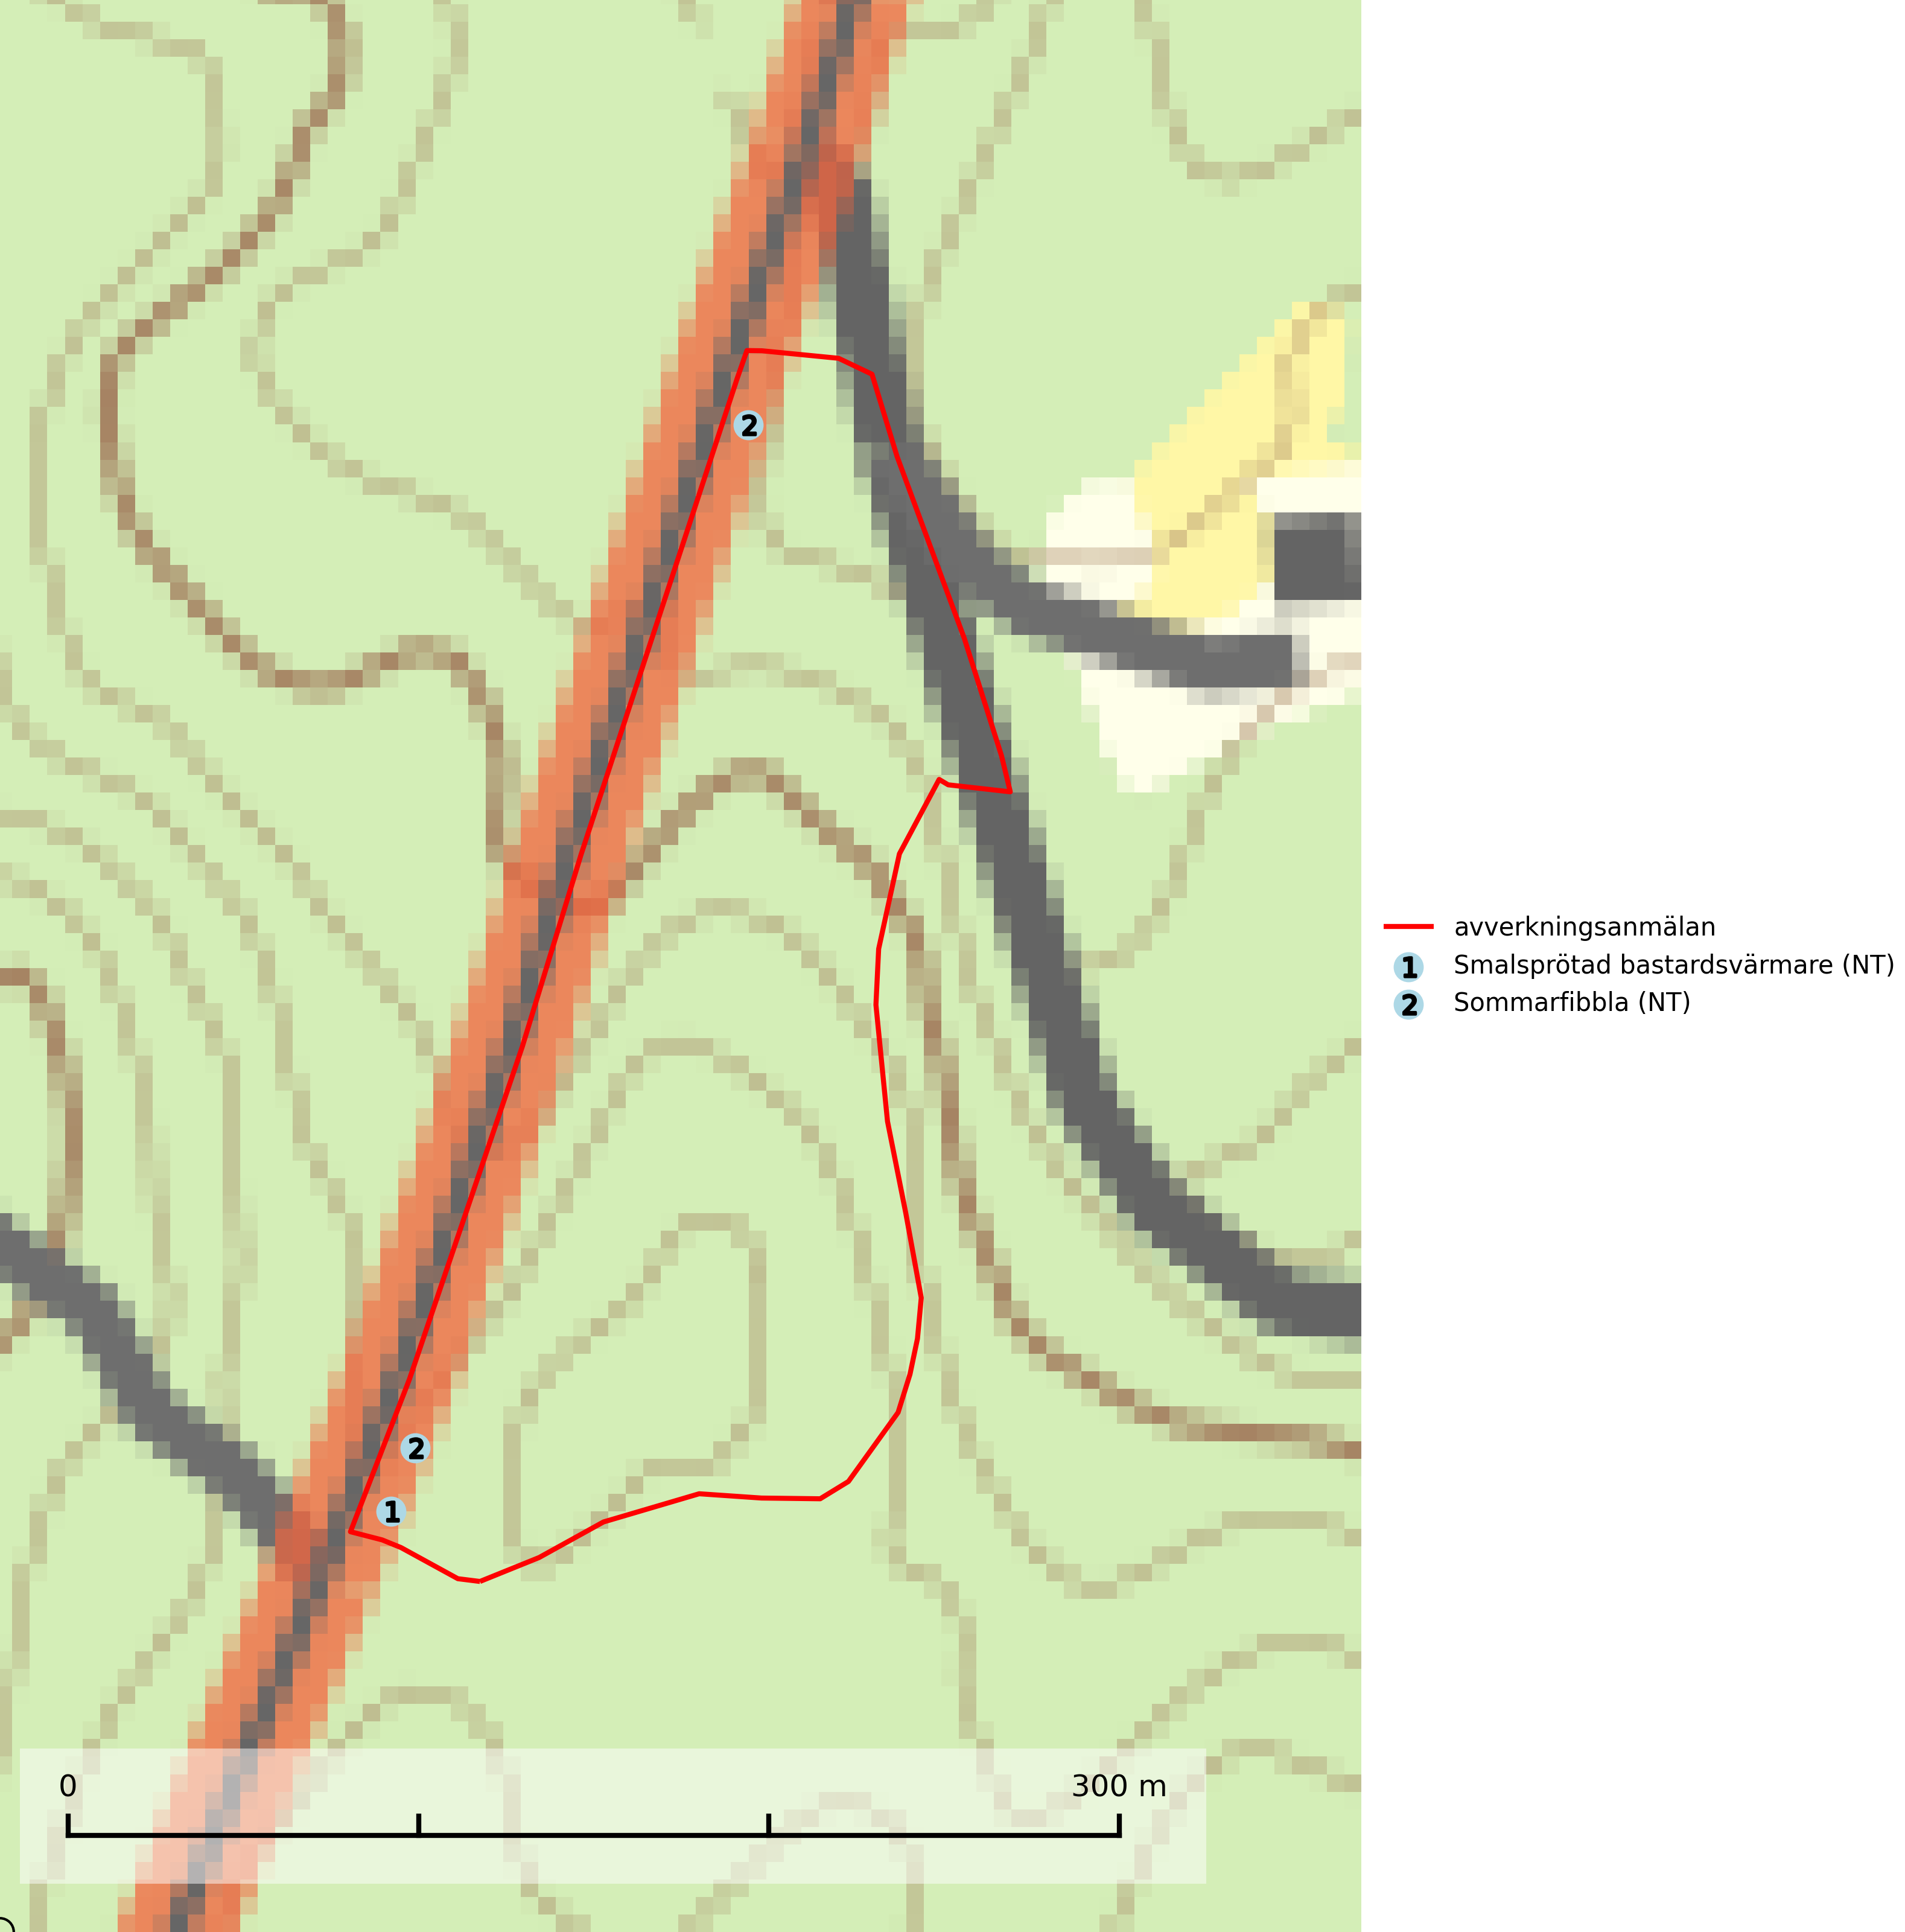 2
2
1
0 300 m
avverkningsanmälan
1 Smalsprötad bastardsvärmare (NT)
2 Sommarfibbla (NT)